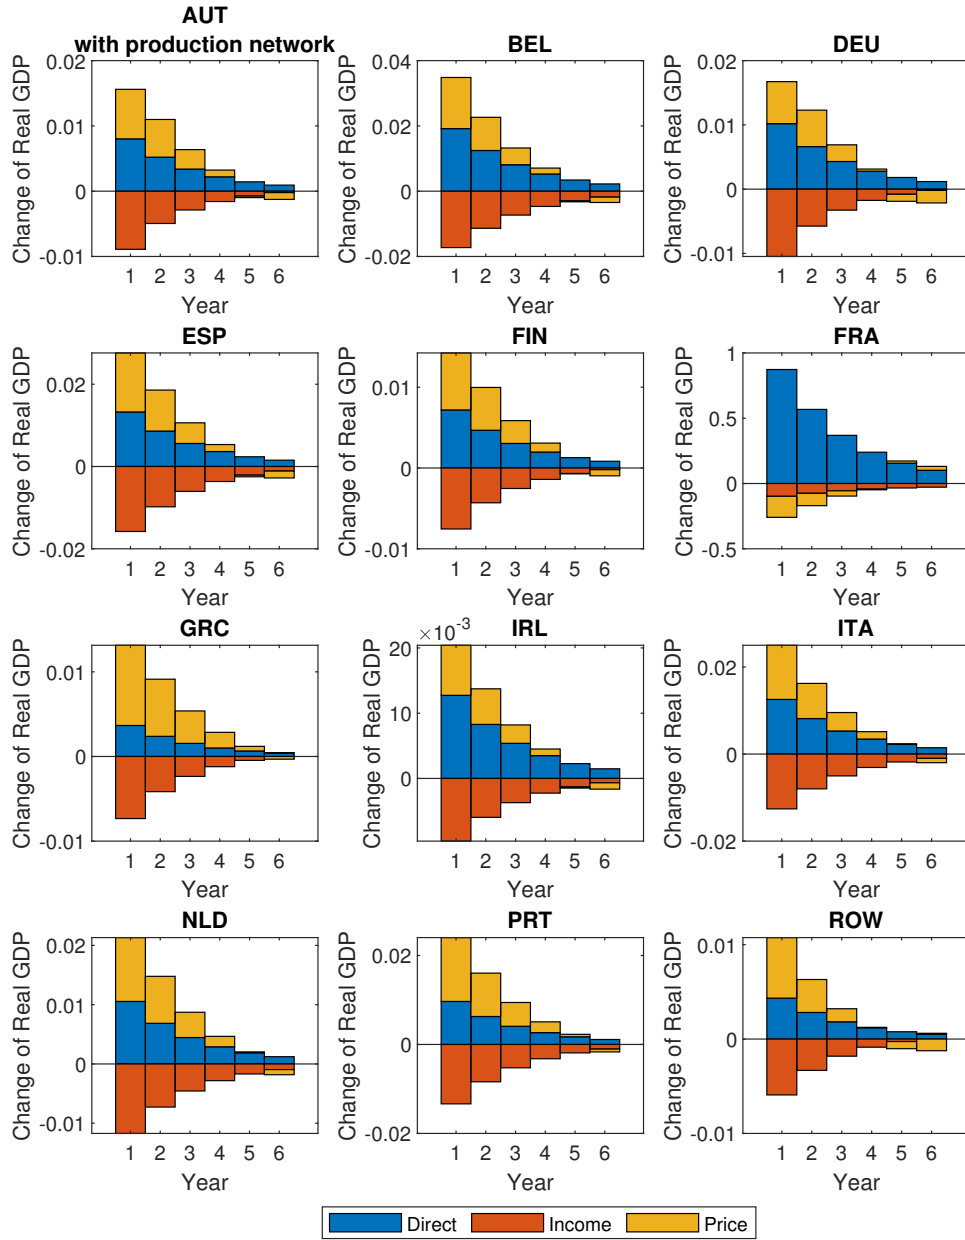 AUT
with production network
BEL
DEU
Change of Real GDP
0.02
0.01
0
-0.01
1 2 3 4 5 6
Year
Change of Real GDP
0.04
0.02
0
-0.02
1 2 3 4 5 6
Year
Change of Real GDP
0.02
0.01
0
-0.01
1 2 3 4 5 6
Year
ESP
FIN
FRA
Change of Real GDP
0.02
0
-0.02
1 2 3 4 5 6
Year
Change of Real GDP
0.01
0
-0.01
1 2 3 4 5 6
Year
Change of Real GDP
1
0.5
0
-0.5
1 2 3 4 5 6
Year
GRC
IRL
ITA
Change of Real GDP
0.01
0
-0.01
1 2 3 4 5 6
Year
Change of Real GDP
×10⁻³
20
10
0
1 2 3 4 5 6
Year
Change of Real GDP
0.02
0
-0.02
1 2 3 4 5 6
Year
NLD
PRT
ROW
Change of Real GDP
0.02
0.01
0
-0.01
1 2 3 4 5 6
Year
Change of Real GDP
0.02
0
-0.02
1 2 3 4 5 6
Year
Change of Real GDP
0.01
0
-0.01
1 2 3 4 5 6
Year
Direct Income Price